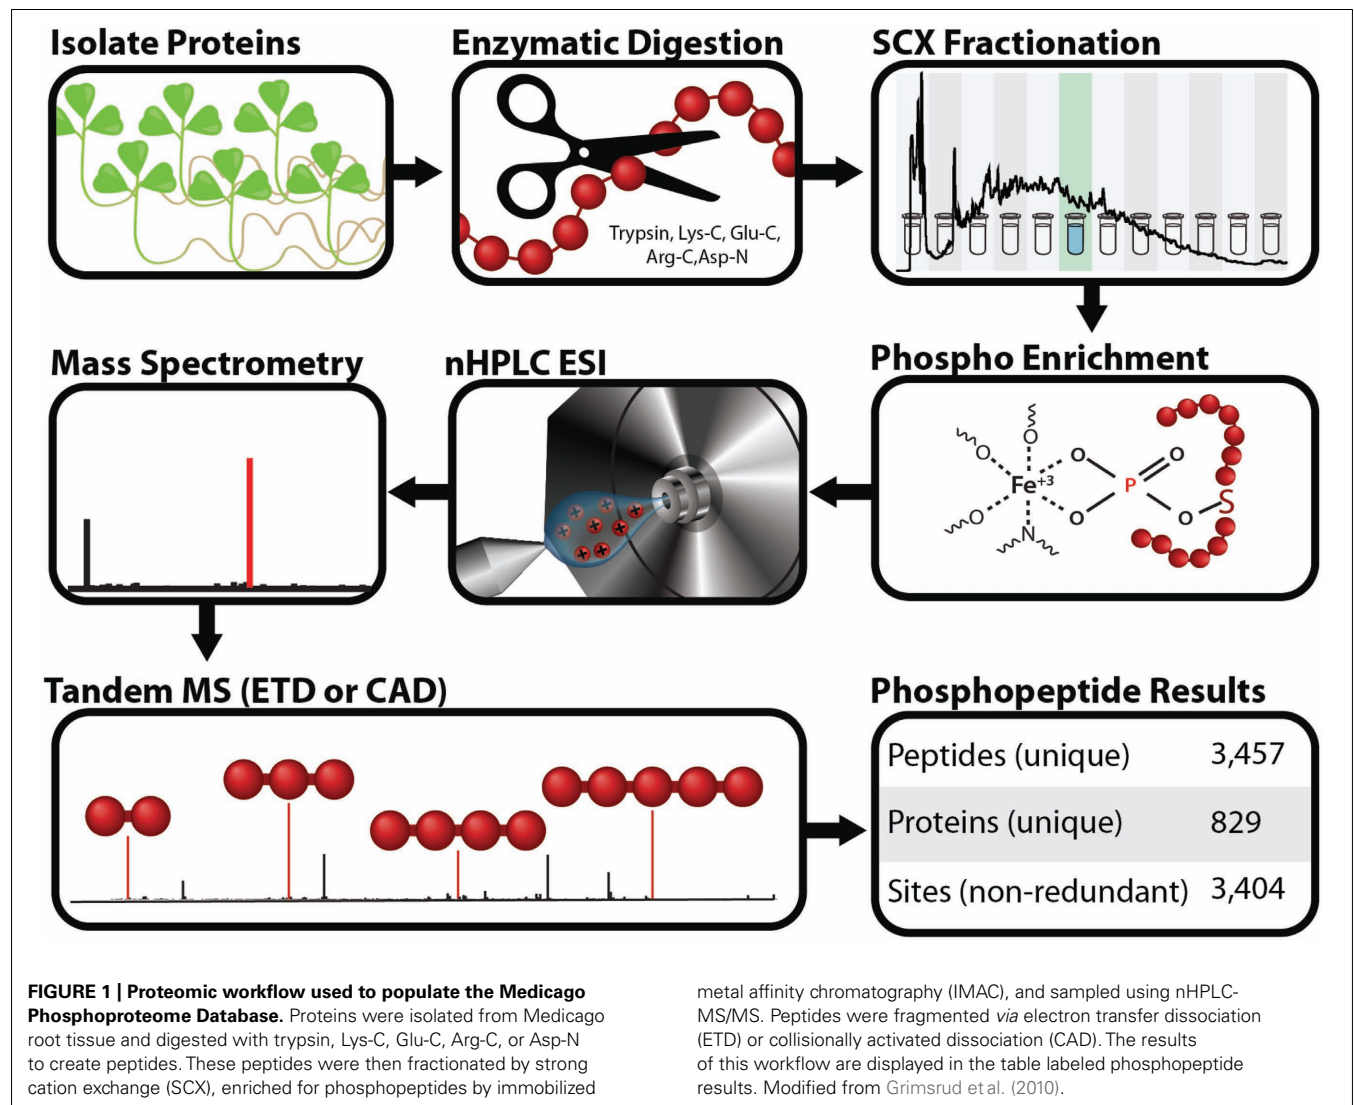 Isolate Proteins
Enzymatic Digestion
SCX Fractionation
Trypsin, Lys-C, Glu-C,
Arg-C,Asp-N
Mass Spectrometry
nHPLC ESI
Phospho Enrichment
O
O
O
O
Fe+3
P
O
O
O
S
N
+ + + + + + + +
Tandem MS (ETD or CAD)
Phosphopeptide Results
Peptides (unique) 3,457
Proteins (unique) 829
Sites (non-redundant) 3,404
FIGURE 1 | Proteomic workflow used to populate the Medicago
Phosphoproteome Database. Proteins were isolated from Medicago
root tissue and digested with trypsin, Lys-C, Glu-C, Arg-C, or Asp-N
to create peptides. These peptides were then fractionated by strong
cation exchange (SCX), enriched for phosphopeptides by immobilized
metal affinity chromatography (IMAC), and sampled using nHPLC-
MS/MS. Peptides were fragmented via electron transfer dissociation
(ETD) or collisionally activated dissociation (CAD). The results
of this workflow are displayed in the table labeled phosphopeptide
results. Modified from Grimsrud et al. (2010).